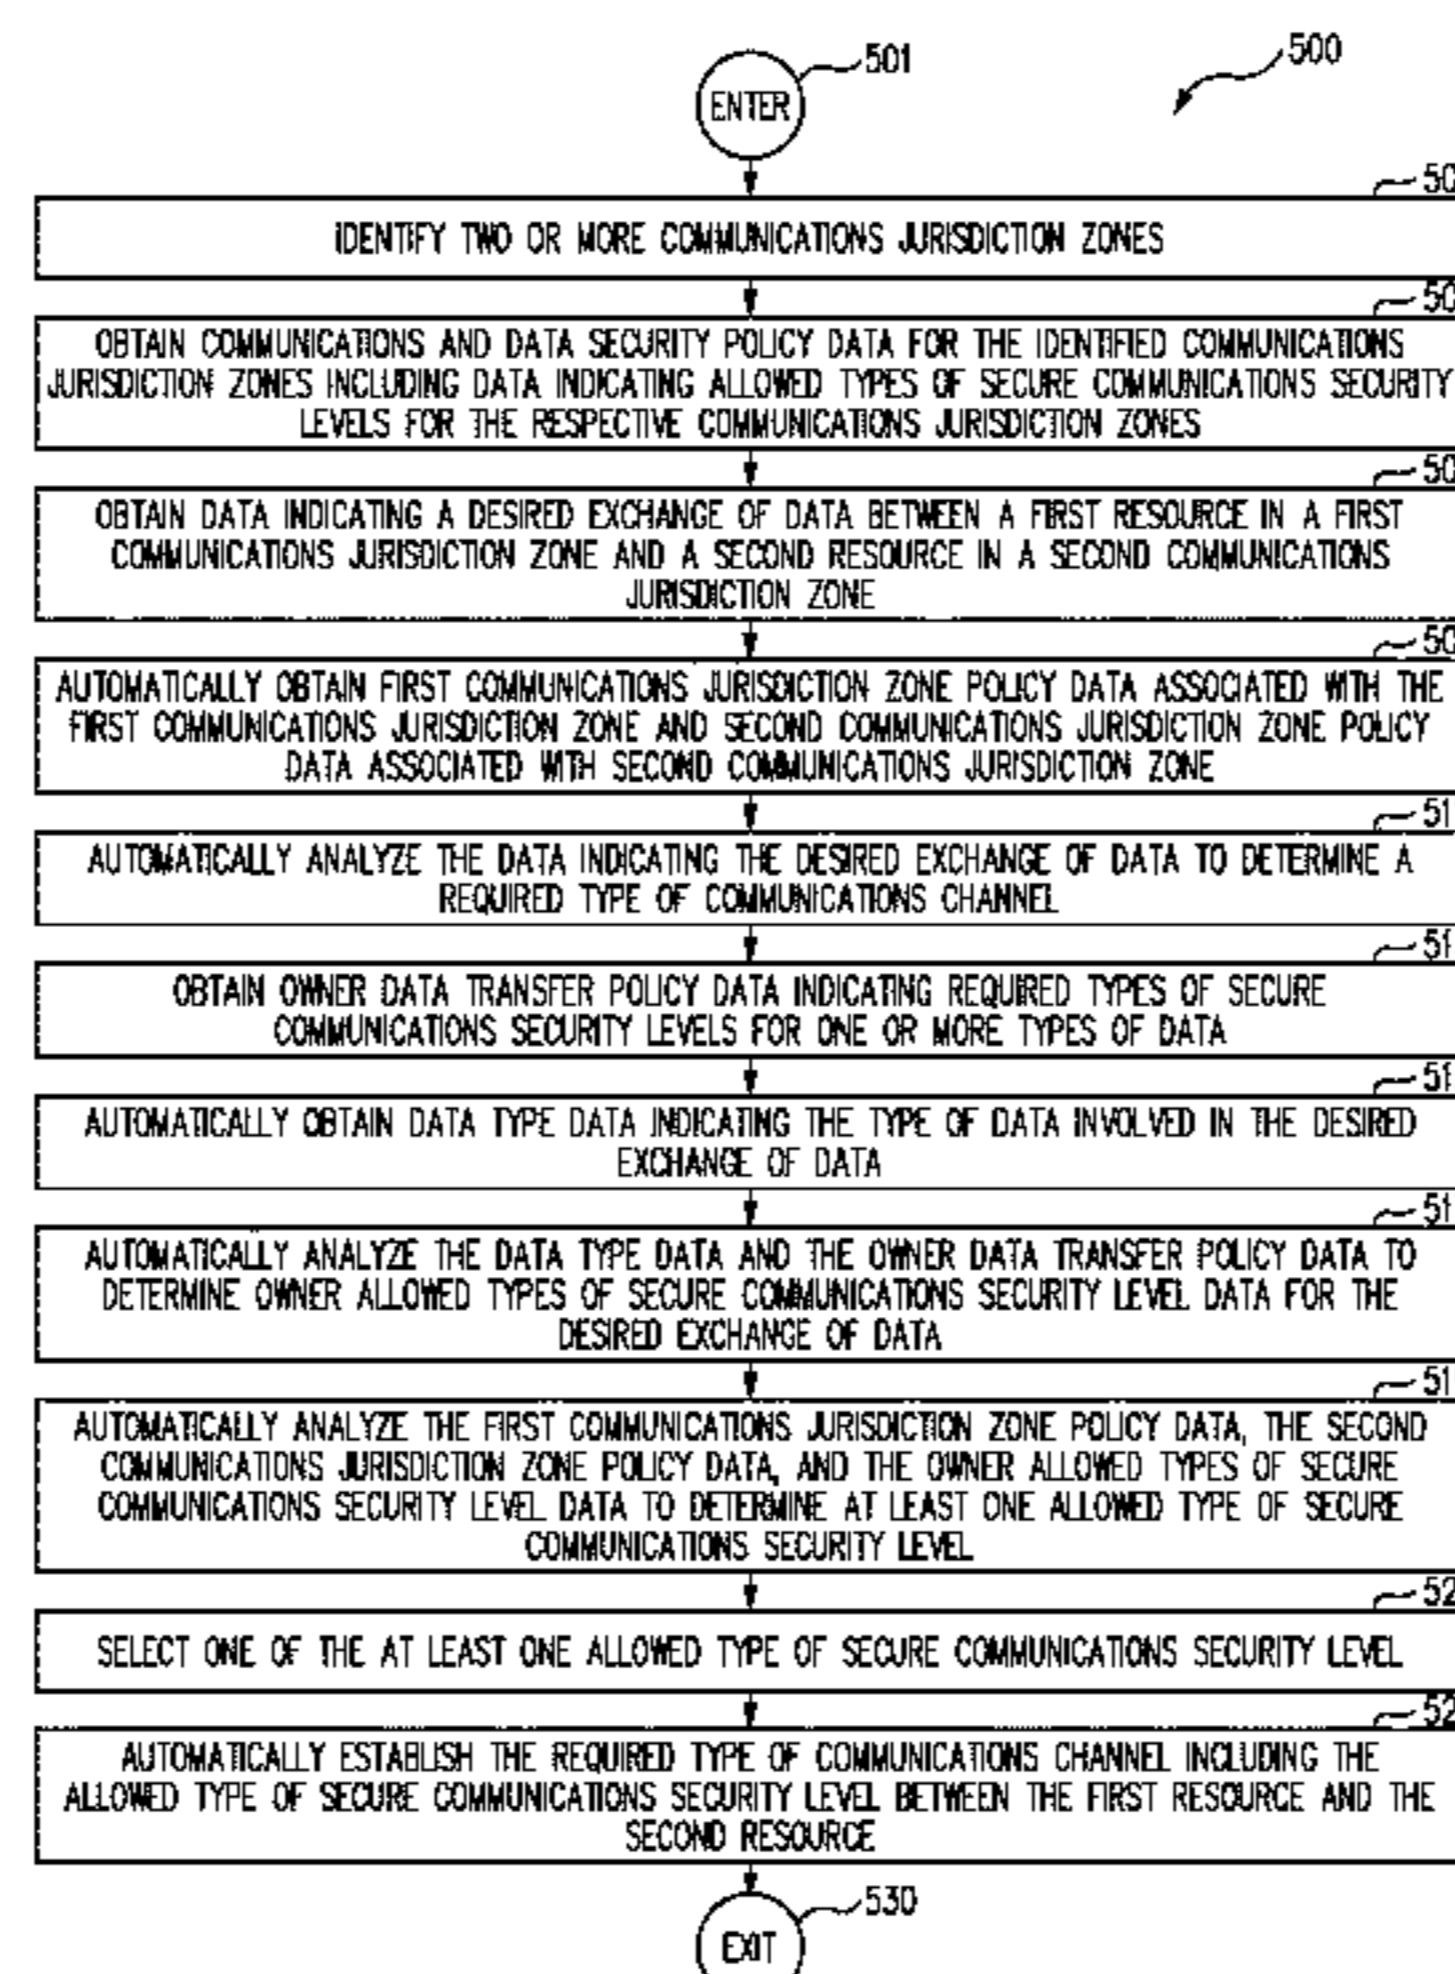 500
501
ENTER
50
IDENTIFY TWO OR MORE COMMUNICATIONS JURISDICTION ZONES
50
OBTAIN COMMUNICATIONS AND DATA SECURITY POLICY DATA FOR THE IDENTIFIED COMMUNICATIONS
JURISDICTION ZONES INCLUDING DATA INDICATING ALLOWED TYPES OF SECURE COMMUNICATIONS SECURITY
LEVELS FOR THE RESPECTIVE COMMUNICATIONS JURISDICTION ZONES
50
OBTAIN DATA INDICATING A DESIRED EXCHANGE OF DATA BETWEEN A FIRST RESOURCE IN A FIRST
COMMUNICATIONS JURISDICTION ZONE AND A SECOND RESOURCE IN A SECOND COMMUNICATIONS
JURISDICTION ZONE
50
AUTOMATICALLY OBTAIN FIRST COMMUNICATIONS JURISDICTION ZONE POLICY DATA ASSOCIATED WITH THE
FIRST COMMUNICATIONS JURISDICTION ZONE AND SECOND COMMUNICATIONS JURISDICTION ZONE POLICY
DATA ASSOCIATED WITH SECOND COMMUNICATIONS JURISDICTION ZONE
51
AUTOMATICALLY ANALYZE THE DATA INDICATING THE DESIRED EXCHANGE OF DATA TO DETERMINE A
REQUIRED TYPE OF COMMUNICATIONS CHANNEL
51
OBTAIN OWNER DATA TRANSFER POLICY DATA INDICATING REQUIRED TYPES OF SECURE
COMMUNICATIONS SECURITY LEVELS FOR ONE OR MORE TYPES OF DATA
51
AUTOMATICALLY OBTAIN DATA TYPE DATA INDICATING THE TYPE OF DATA INVOLVED IN THE DESIRED
EXCHANGE OF DATA
51
AUTOMATICALLY ANALYZE THE DATA TYPE DATA AND THE OWNER DATA TRANSFER POLICY DATA TO
DETERMINE OWNER ALLOWED TYPES OF SECURE COMMUNICATIONS SECURITY LEVEL DATA FOR THE
DESIRED EXCHANGE OF DATA
51
AUTOMATICALLY ANALYZE THE FIRST COMMUNICATIONS JURISDICTION ZONE POLICY DATA, THE SECOND
COMMUNICATIONS JURISDICTION ZONE POLICY DATA, AND THE OWNER ALLOWED TYPES OF SECURE
COMMUNICATIONS SECURITY LEVEL DATA TO DETERMINE AT LEAST ONE ALLOWED TYPE OF SECURE
COMMUNICATIONS SECURITY LEVEL
52
SELECT ONE OF THE AT LEAST ONE ALLOWED TYPE OF SECURE COMMUNICATIONS SECURITY LEVEL
52
AUTOMATICALLY ESTABLISH THE REQUIRED TYPE OF COMMUNICATIONS CHANNEL INCLUDING THE
ALLOWED TYPE OF SECURE COMMUNICATIONS SECURITY LEVEL BETWEEN THE FIRST RESOURCE AND THE
SECOND RESOURCE
530
EXIT